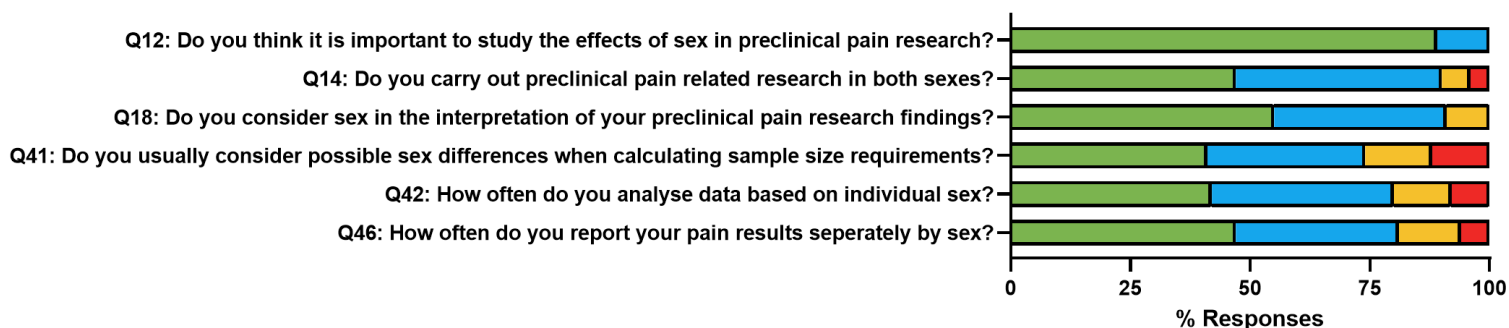 Q12: Do you think it is important to study the effects of sex in preclinical pain research?
Q14: Do you carry out preclinical pain related research in both sexes?
Q18: Do you consider sex in the interpretation of your preclinical pain research findings?
Q41: Do you usually consider possible sex differences when calculating sample size requirements?
Q42: How often do you analyse data based on individual sex?
Q46: How often do you report your pain results seperately by sex?
0 25 50 75 100
% Responses